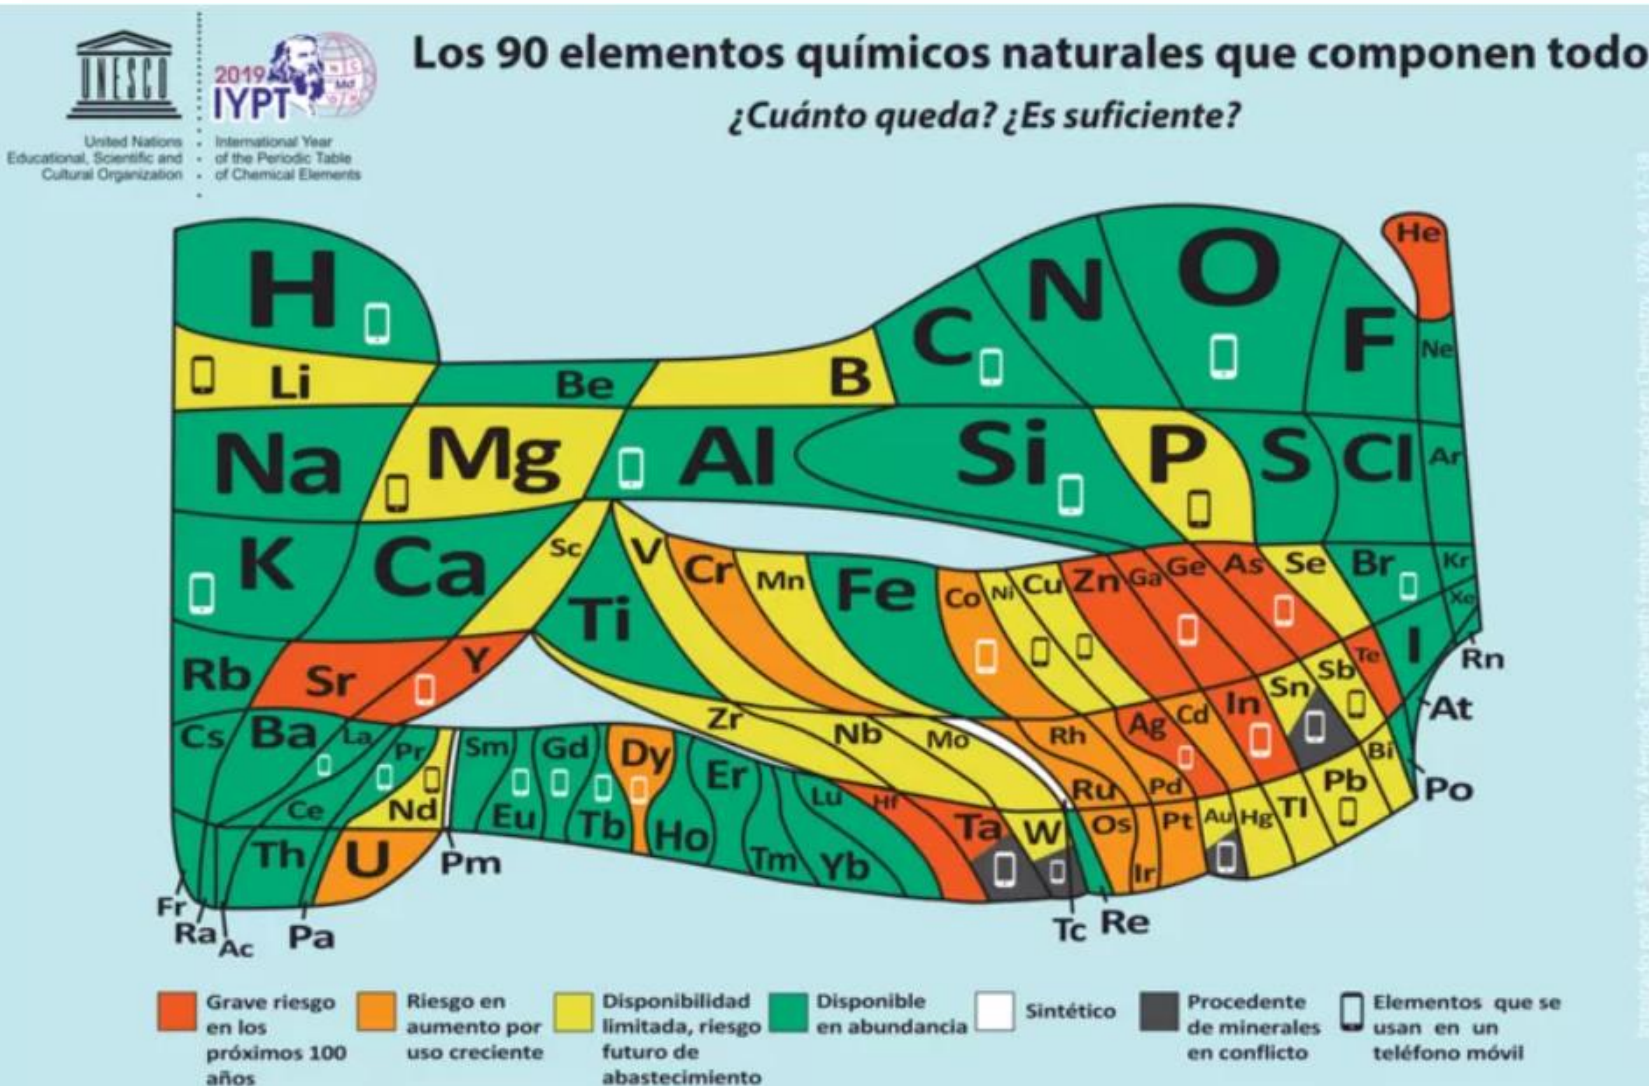 UNESCO
United Nations
Educational, Scientific and
Cultural Organization
2019
IYPT
International Year
of the Periodic Table
of Chemical Elements
Los 90 elementos químicos naturales que componen todo
¿Cuánto queda? ¿Es suficiente?
H
He
Li
Be
B
C
N
O
F
Ne
Na
Mg
Al
Si
P
S
Cl
Ar
K
Ca
Sc
Ti
V
Cr
Mn
Fe
Co
Ni
Cu
Zn
Ga
Ge
As
Se
Br
Kr
Rb
Sr
Y
Zr
Nb
Mo
Rh
Ru
Ag
Pd
Cd
In
Sn
Sb
Te
I
Xe
Rn
At
Cs
Ba
La
Ce
Pr
Nd
Sm
Eu
Gd
Tb
Dy
Ho
Er
Tm
Yb
Lu
Hf
Ta
W
Os
Ir
Pt
Au
Hg
Tl
Pb
Bi
Po
Th
U
Pm
Fr
Ra
Ac
Pa
Tc
Re
Grave riesgo
en los
próximos 100
años
Riesgo en
aumento por
uso creciente
Disponibilidad
limitada, riesgo
futuro de
abastecimiento
Disponible
en abundancia
Sintético
Procedente
de minerales
en conflicto
Elementos que se
usan en un
teléfono móvil